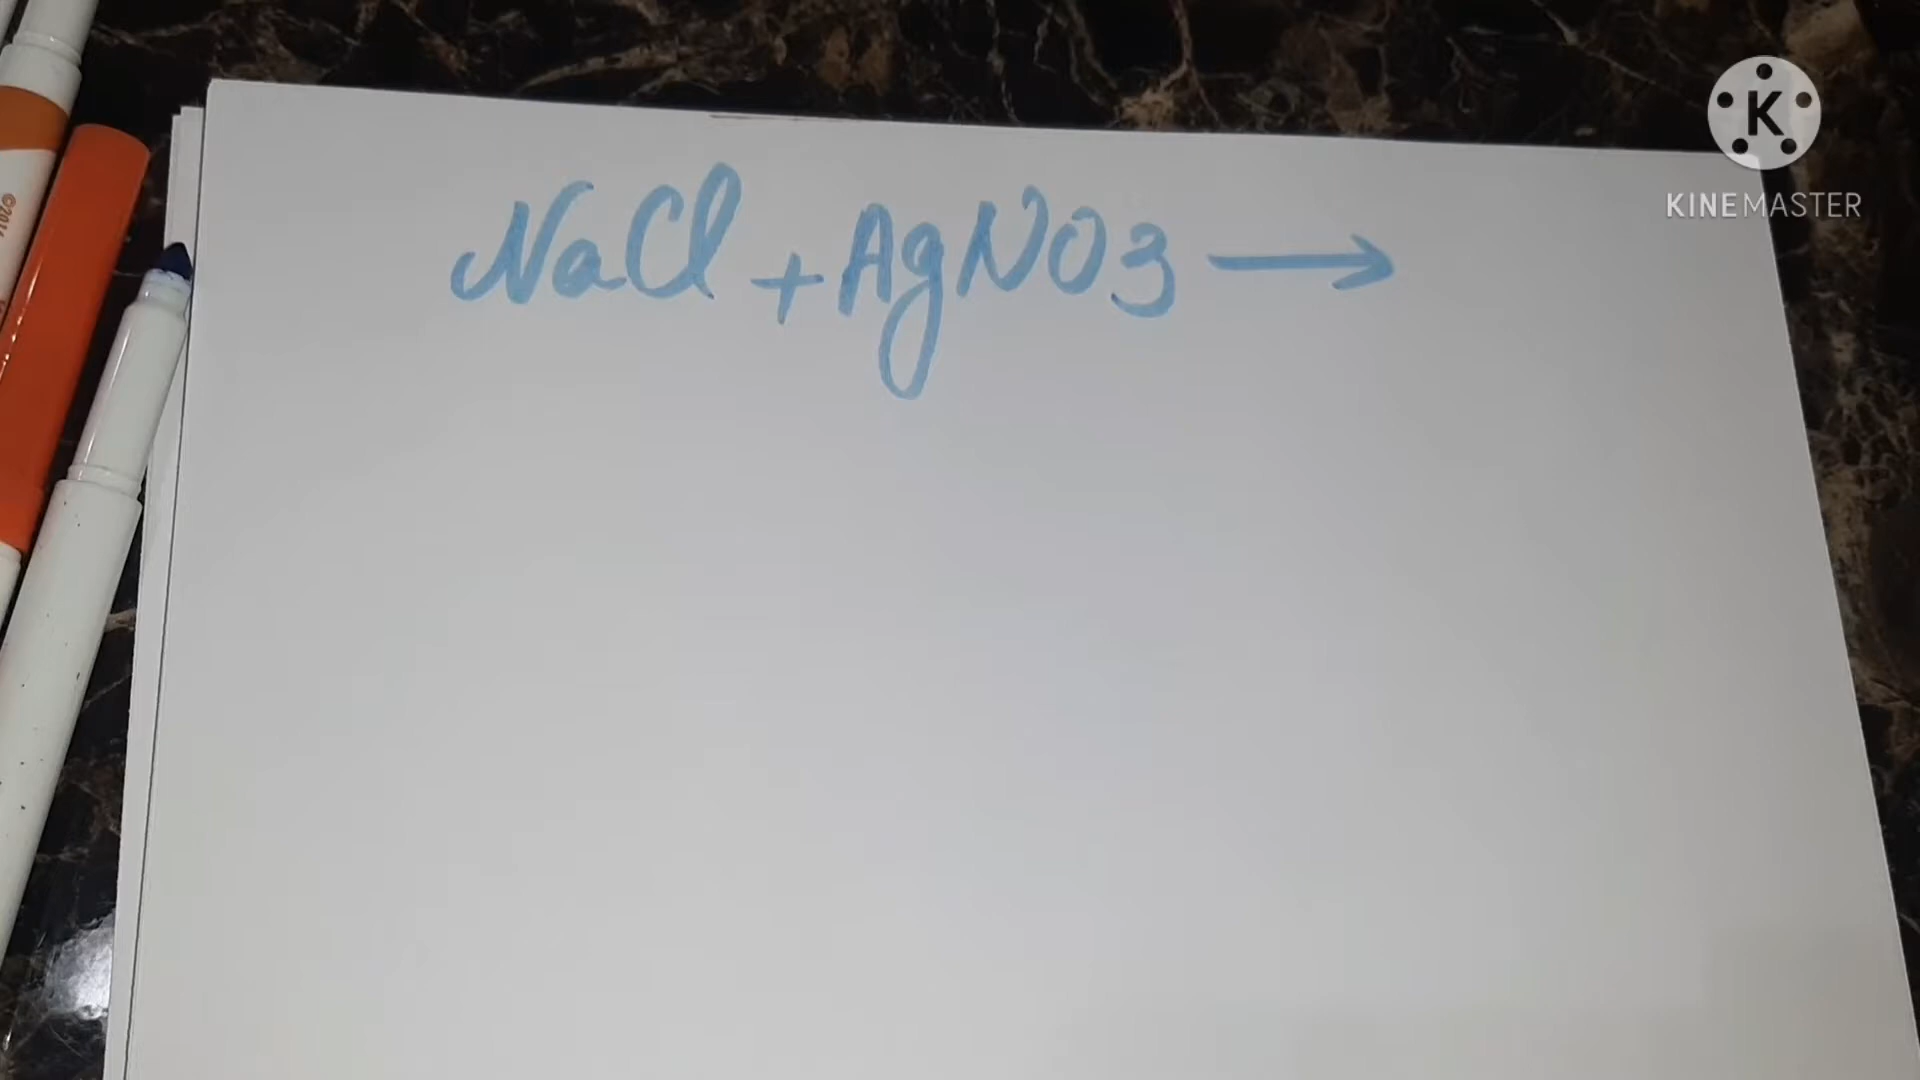 NaCl + AgNO3 →
K
KINEMASTER